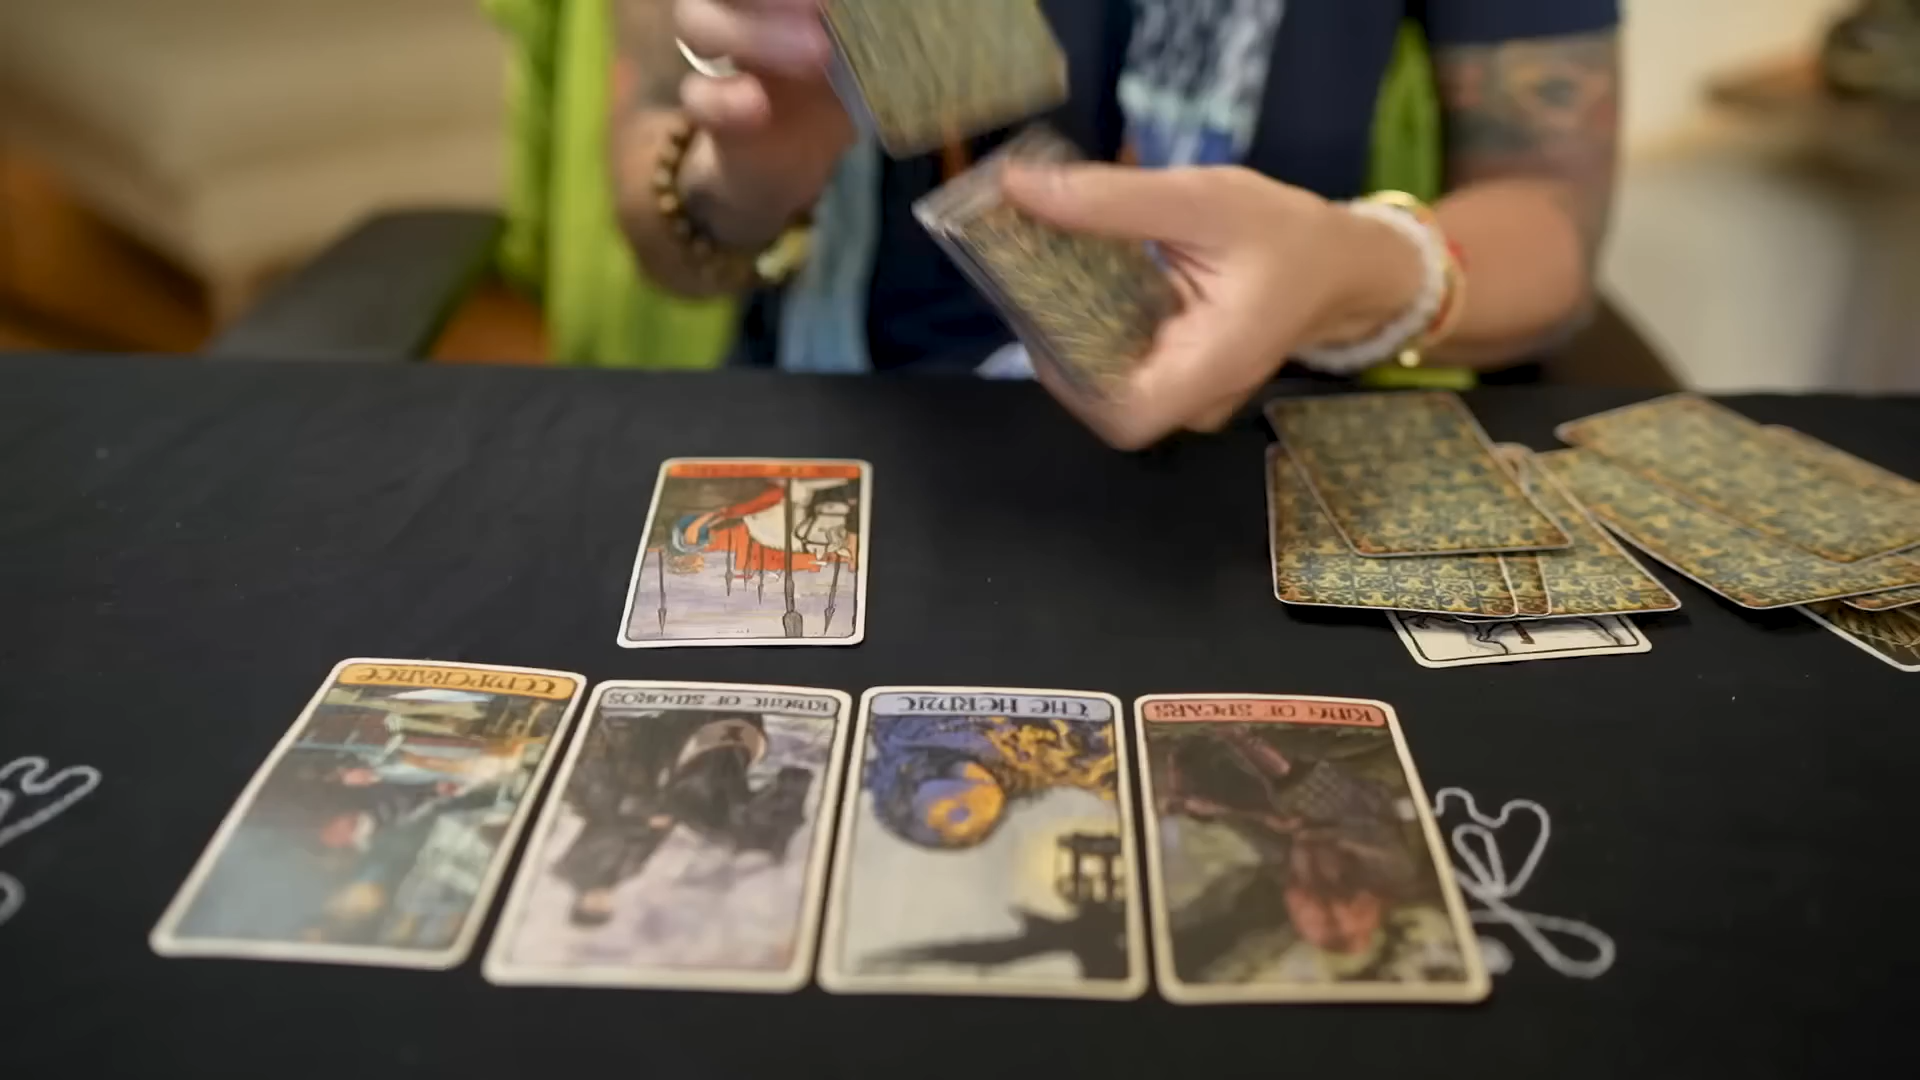 TEMPERANCE
KNIGHT OF SWORDS
THE HERMIT
KING OF SPEARS